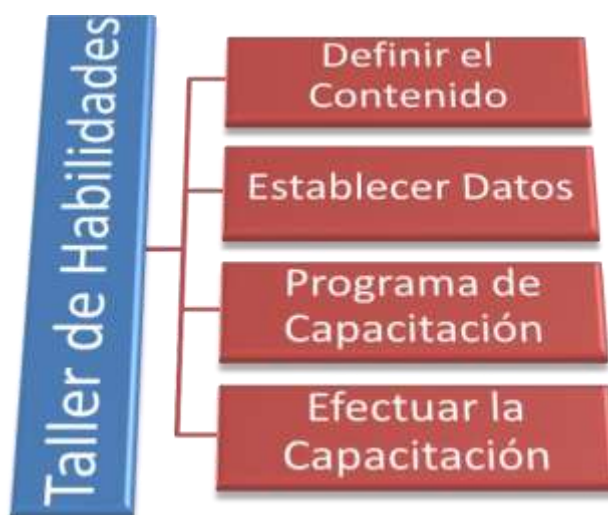 Taller de Habilidades
Definir el
Contenido
Establecer Datos
Programa de
Capacitación
Efectuar la
Capacitación